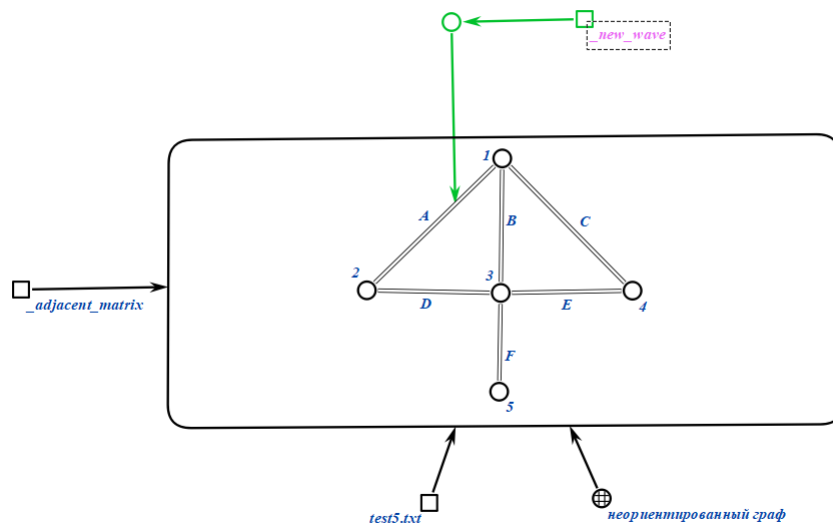 _new_wave
1
A
B
C
2
3
_adjacent_matrix
D
E
4
F
5
test5.txt
неориентированный граф